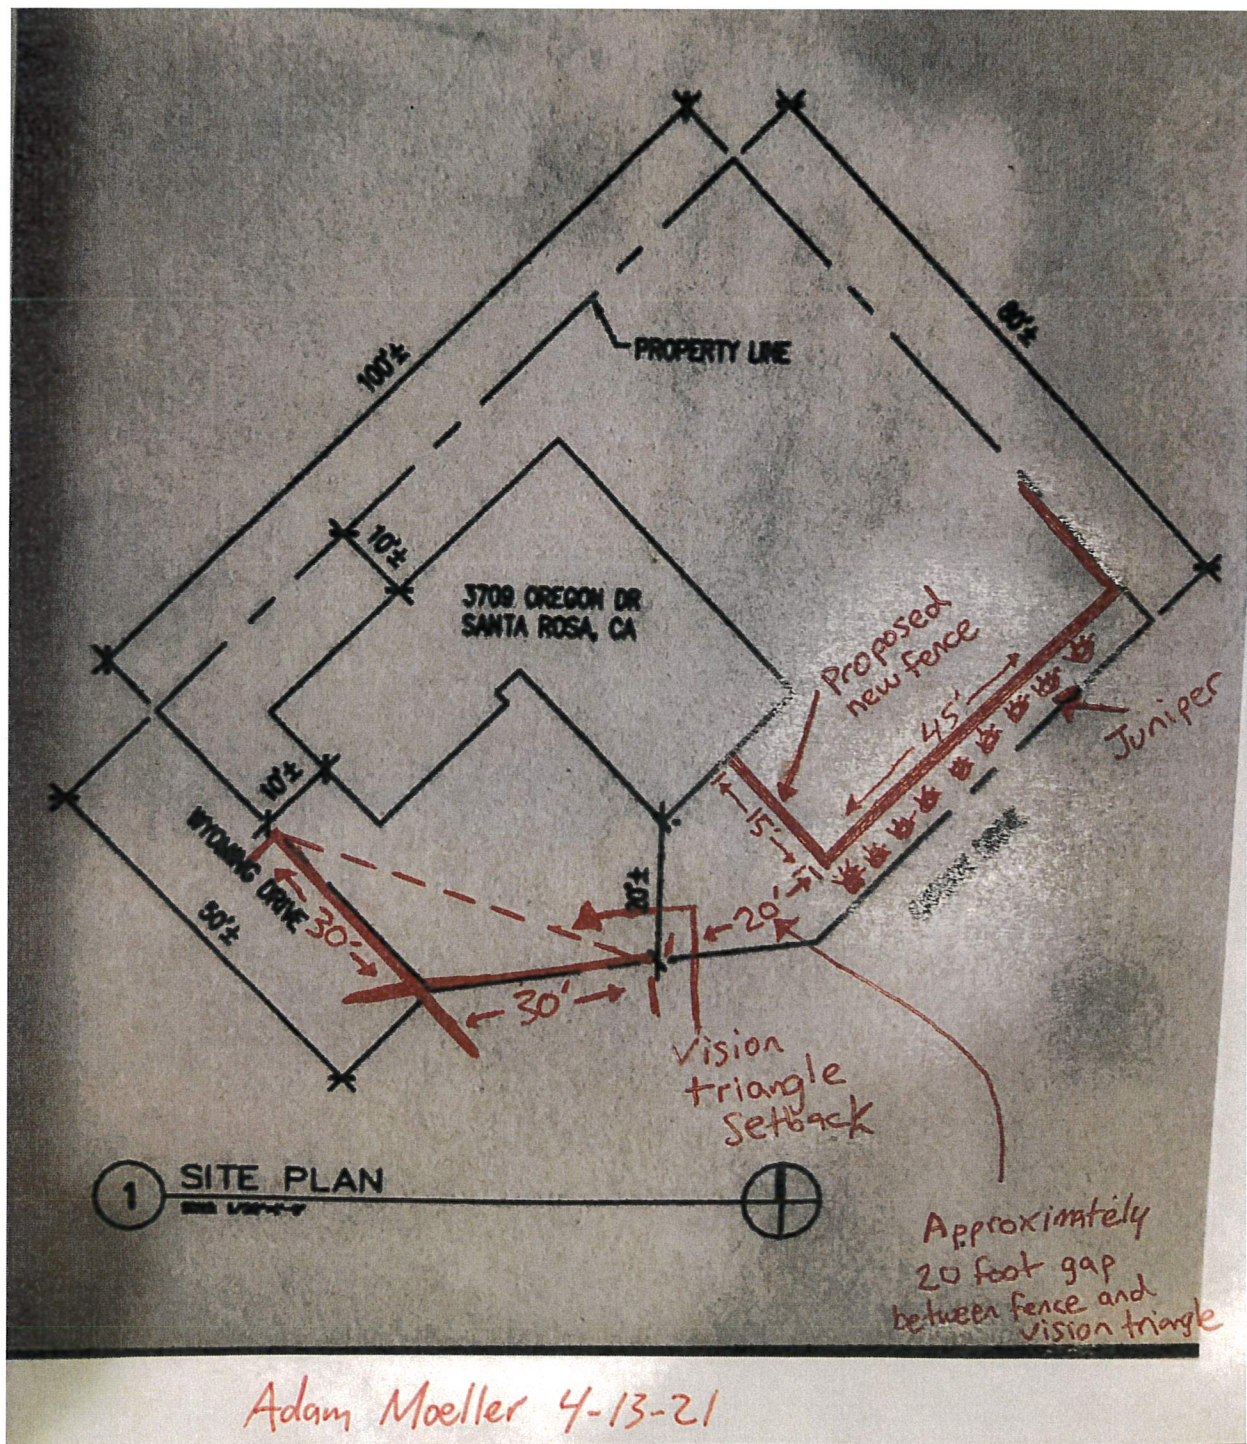 100'±
80'±
PROPERTY LINE
10'±
3709 OREGON DR
SANTA ROSA, CA
Proposed
new fence
45'
Juniper
10'±
15'
WYOMING DRIVE
30'
20'±
20'
50'±
30'
Vision
triangle
Setback
1 SITE PLAN
Approximately
20 foot gap
between fence and
vision triangle
Adam Moeller 4-13-21